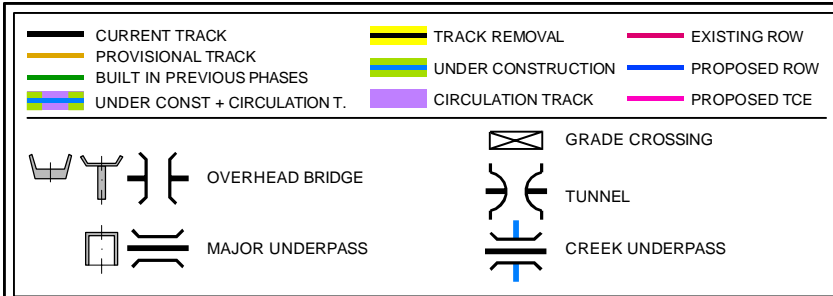 CURRENT TRACK
PROVISIONAL TRACK
BUILT IN PREVIOUS PHASES
UNDER CONST + CIRCULATION T.
TRACK REMOVAL
UNDER CONSTRUCTION
CIRCULATION TRACK
EXISTING ROW
PROPOSED ROW
PROPOSED TCE
OVERHEAD BRIDGE
MAJOR UNDERPASS
GRADE CROSSING
TUNNEL
CREEK UNDERPASS